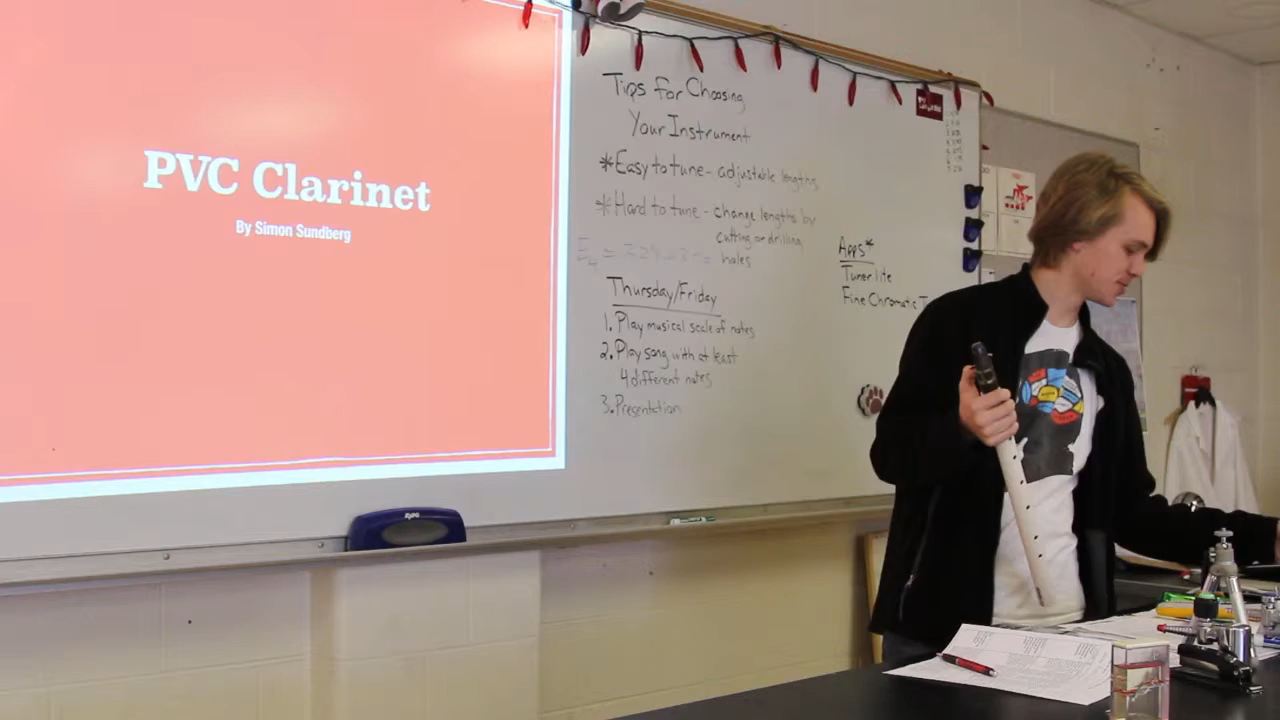 PVC Clarinet
By Simon Sundberg
Tips for Choosing
Your Instrument
*Easy to tune - adjustable lengths
*Hard to tune - change lengths by
cutting or drilling
holes
Thursday/Friday
1. Play musical scale of notes
2. Play song with at least
4 different notes
3. Presentation
Apps*
Tuner lite
Fine Chromatic T
EXPO